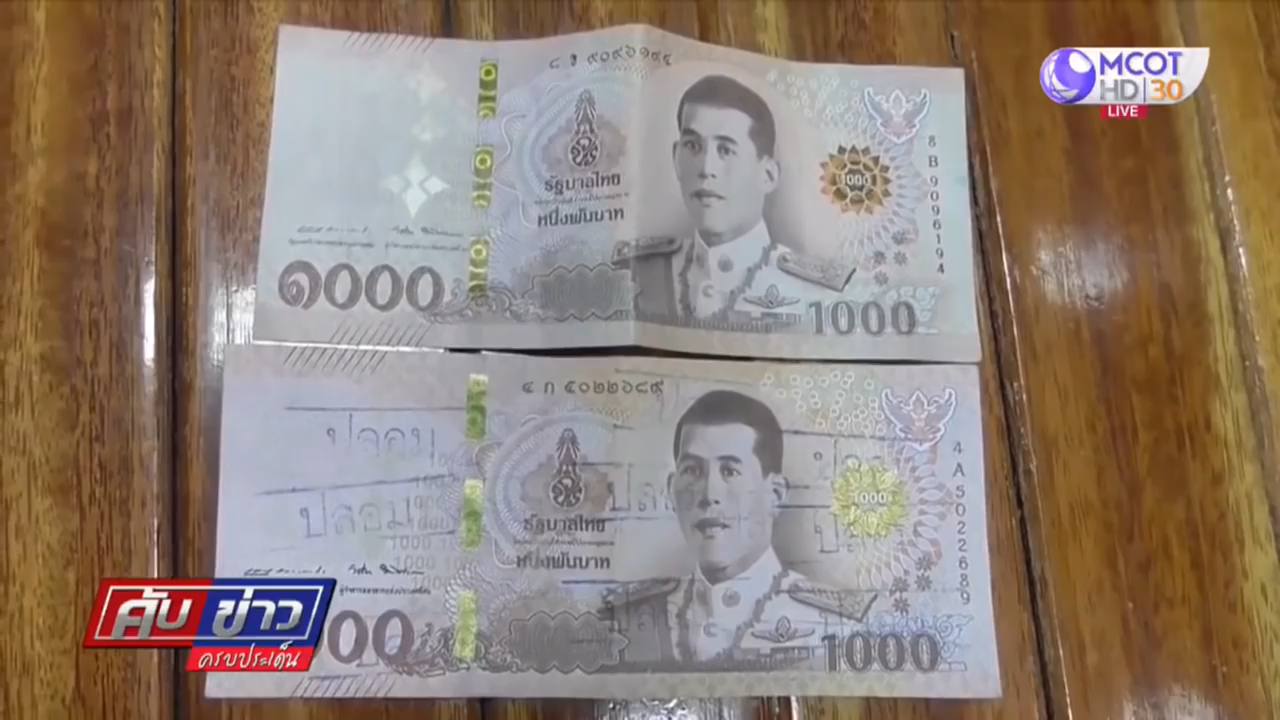 MCOT
HD 30
LIVE
๘ ฐ ๙๐๙๖๑๙๔
รัฐบาลไทย
หนึ่งพันบาท
1000
8 B 9096194
๑๐๐๐
1000
๔ ก ๕๐๒๒๖๘๙
ปลอม
ปลอม
รัฐบาลไทย
หนึ่งพันบาท
1000
4 A 5022689
00
1000
คับข่าว
ครบประเด็น